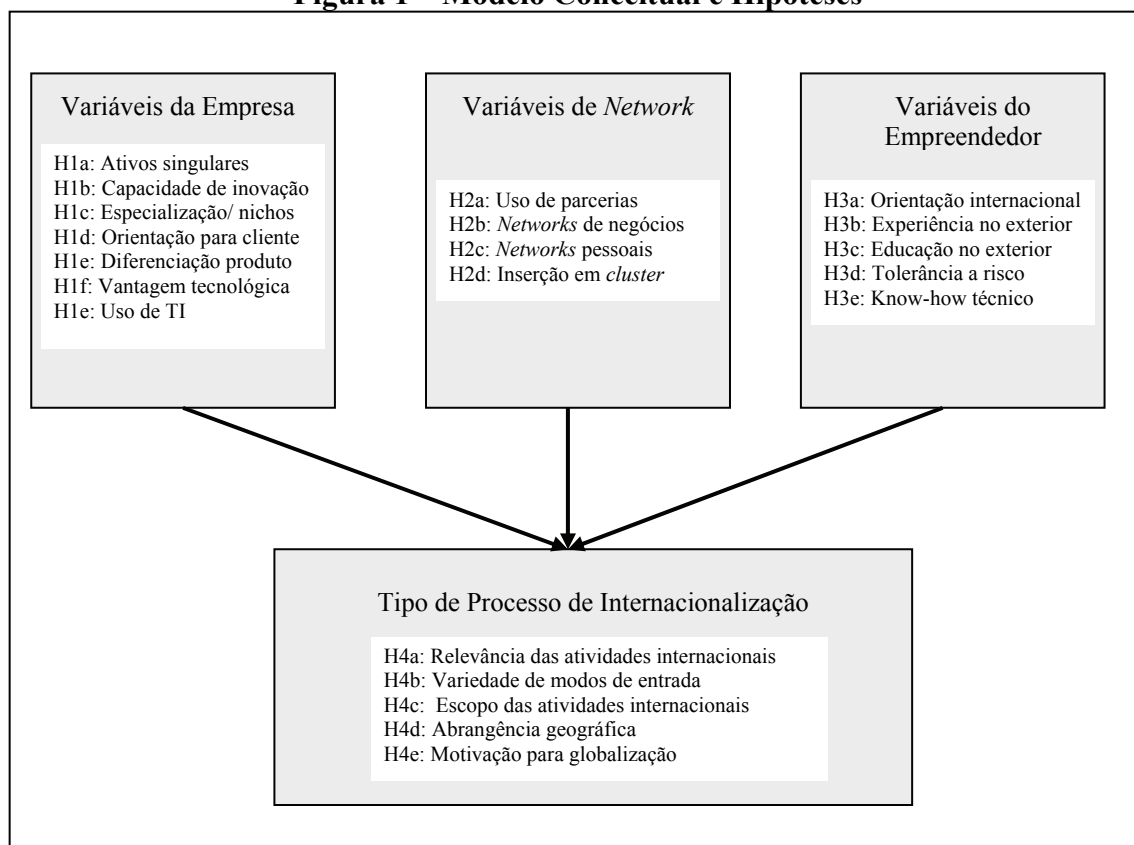 Figura 1 – Modelo Conceitual e Hipóteses
Variáveis da Empresa
H1a: Ativos singulares
H1b: Capacidade de inovação
H1c: Especialização/ nichos
H1d: Orientação para cliente
H1e: Diferenciação produto
H1f: Vantagem tecnológica
H1e: Uso de TI
Variáveis de Network
H2a: Uso de parcerias
H2b: Networks de negócios
H2c: Networks pessoais
H2d: Inserção em cluster
Variáveis do
Empreendedor
H3a: Orientação internacional
H3b: Experiência no exterior
H3c: Educação no exterior
H3d: Tolerância a risco
H3e: Know-how técnico
Tipo de Processo de Internacionalização
H4a: Relevância das atividades internacionais
H4b: Variedade de modos de entrada
H4c: Escopo das atividades internacionais
H4d: Abrangência geográfica
H4e: Motivação para globalização